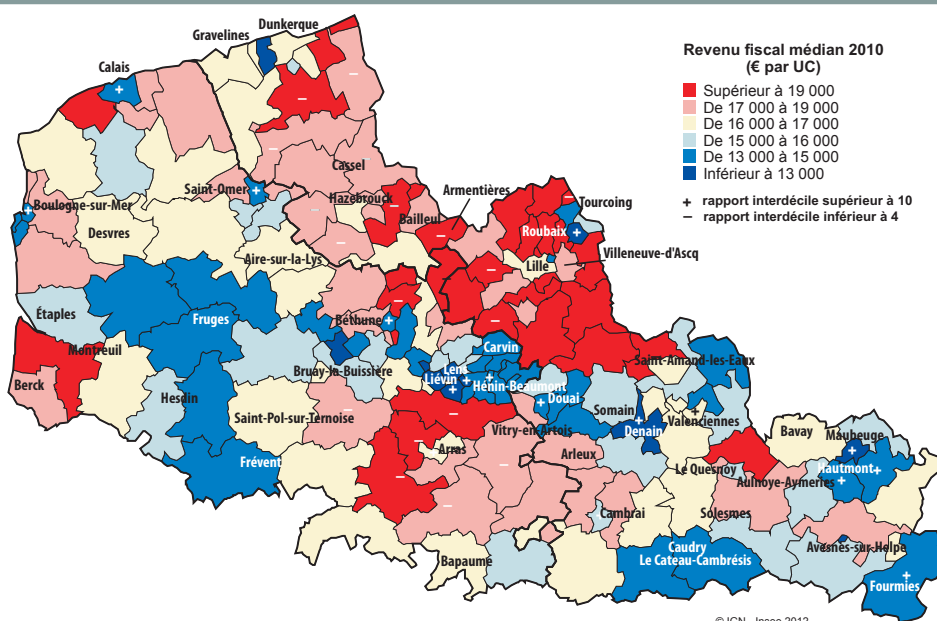 Revenu fiscal médian 2010
(€ par UC)
Supérieur à 19 000
De 17 000 à 19 000
De 16 000 à 17 000
De 15 000 à 16 000
De 13 000 à 15 000
Inférieur à 13 000
+ rapport interdécile supérieur à 10
– rapport interdécile inférieur à 4
Dunkerque
Gravelines
Calais
Cassel
Saint-Omer
Armentières
Hazebrouck
Bailleul
Tourcoing
Boulogne-sur-Mer
Roubaix
Desvres
Villeneuve-d'Ascq
Aire-sur-la-Lys
Lille
Étaples
Fruges
Béthune
Montreuil
Carvin
Saint-Amand-les-Eaux
Berck
Bruay-la-Buissière
Lens
Liévin
Hénin-Beaumont
Hesdin
Douai
Somain
Saint-Pol-sur-Ternoise
Valenciennes
Vitry-en-Artois
Denain
Bavay
Maubeuge
Arras
Arleux
Frévent
Le Quesnoy
Hautmont
Aulnoye-Aymeries
Cambrai
Solesmes
Caudry
Avesnes-sur-Helpe
Bapaume
Le Cateau-Cambrésis
Fourmies
© IGN - Insee 2012